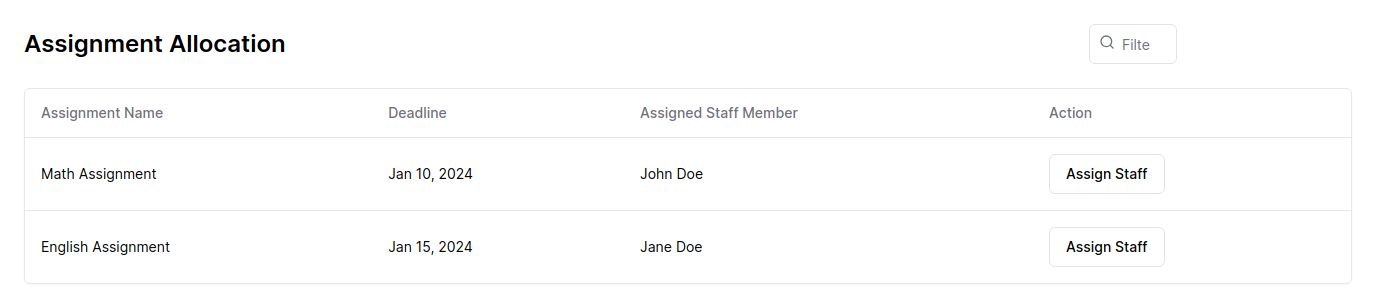 Assignment Allocation
Filte
Assignment Name Deadline Assigned Staff Member Action
Math Assignment Jan 10, 2024 John Doe Assign Staff
English Assignment Jan 15, 2024 Jane Doe Assign Staff